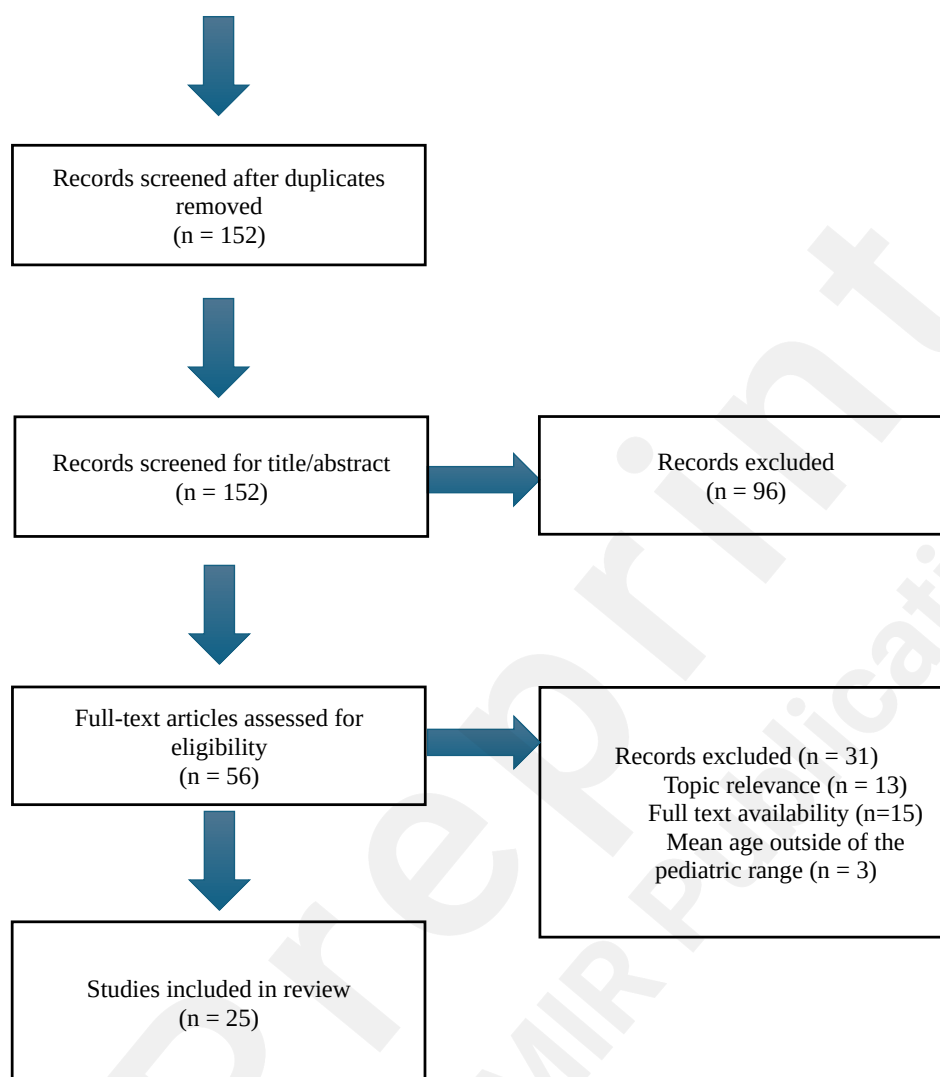 Records screened after duplicates
removed
(n = 152)
Records screened for title/abstract
(n = 152)
Records excluded
(n = 96)
Full-text articles assessed for
eligibility
(n = 56)
Records excluded (n = 31)
Topic relevance (n = 13)
Full text availability (n=15)
Mean age outside of the
pediatric range (n = 3)
Studies included in review
(n = 25)
Preprint